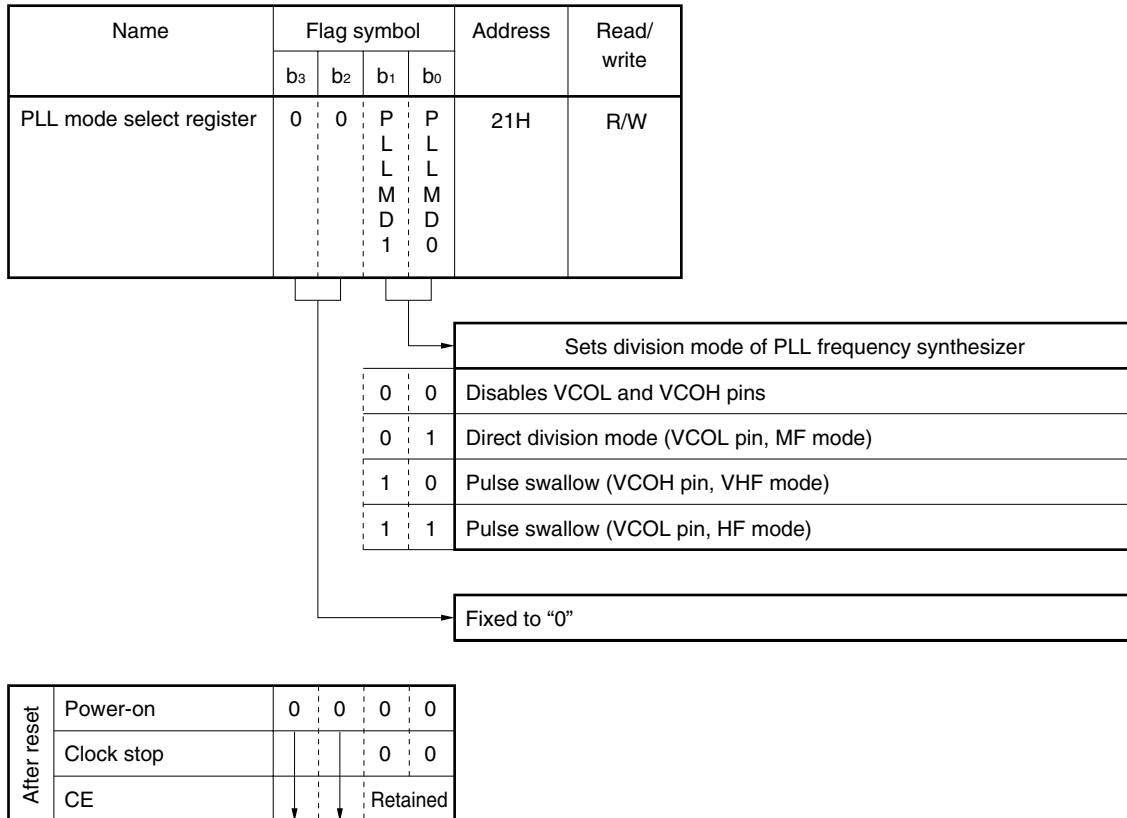 Name Flag symbol Address Read/
write
b3 b2 b1 b0
PLL mode select register 0 0 PLLMD1 PLLMD0 21H R/W
Sets division mode of PLL frequency synthesizer
0 0 Disables VCOL and VCOH pins
0 1 Direct division mode (VCOL pin, MF mode)
1 0 Pulse swallow (VCOH pin, VHF mode)
1 1 Pulse swallow (VCOL pin, HF mode)
Fixed to “0”
After reset
Power-on 0 0 0 0
Clock stop 0 0
CE Retained